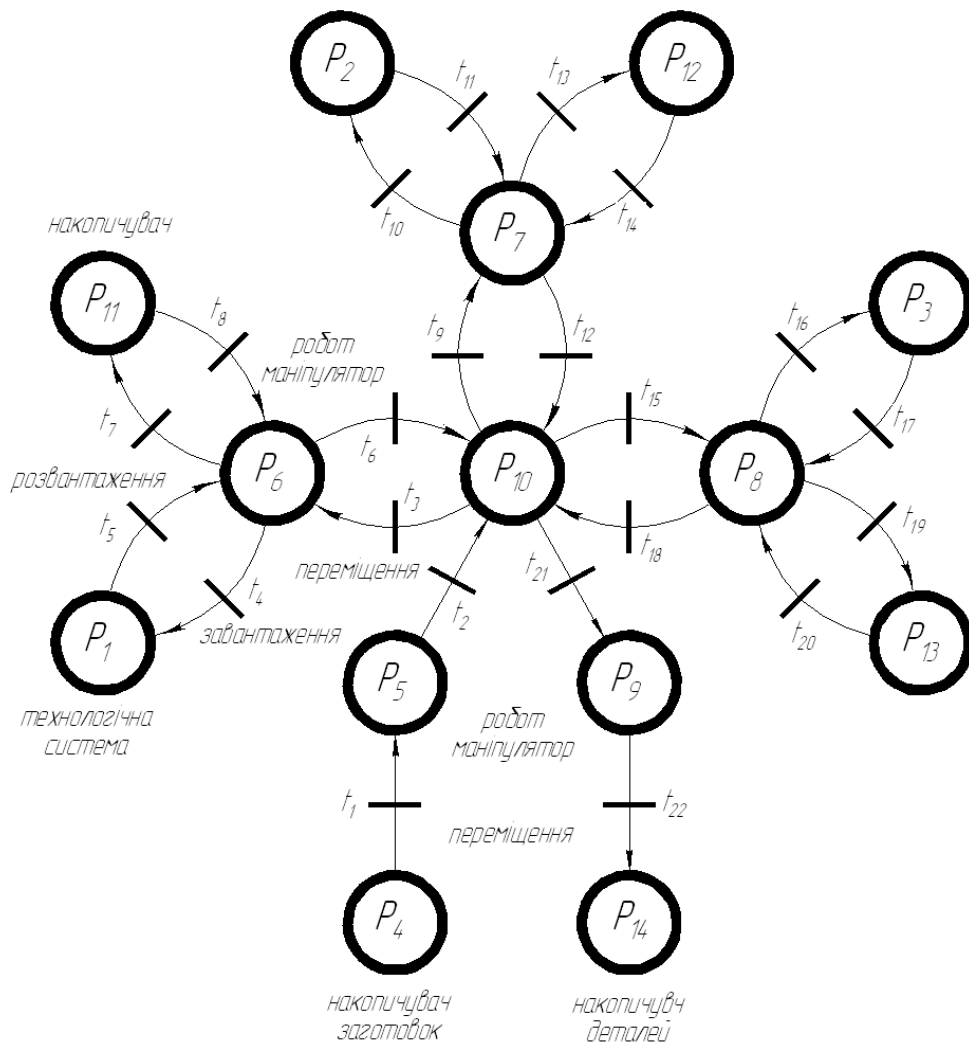 P2
P12
t11
t13
t10
t14
P7
накопичувач
P11
P3
t8
t9
t12
t16
робот
маніпулятор
t7
t15
t17
t6
P6
P10
P8
розвантаження
t3
t5
t19
t18
переміщення
t21
t4
t2
P1
завантаження
t20
P13
P5
P9
технологічна
система
робот
маніпулятор
t1
t22
переміщення
P4
P14
накопичувач
заготовок
накопичувч
деталей